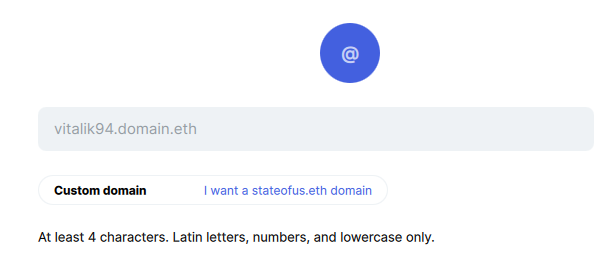 @
vitalik94.domain.eth
Custom domain I want a stateofus.eth domain
At least 4 characters. Latin letters, numbers, and lowercase only.